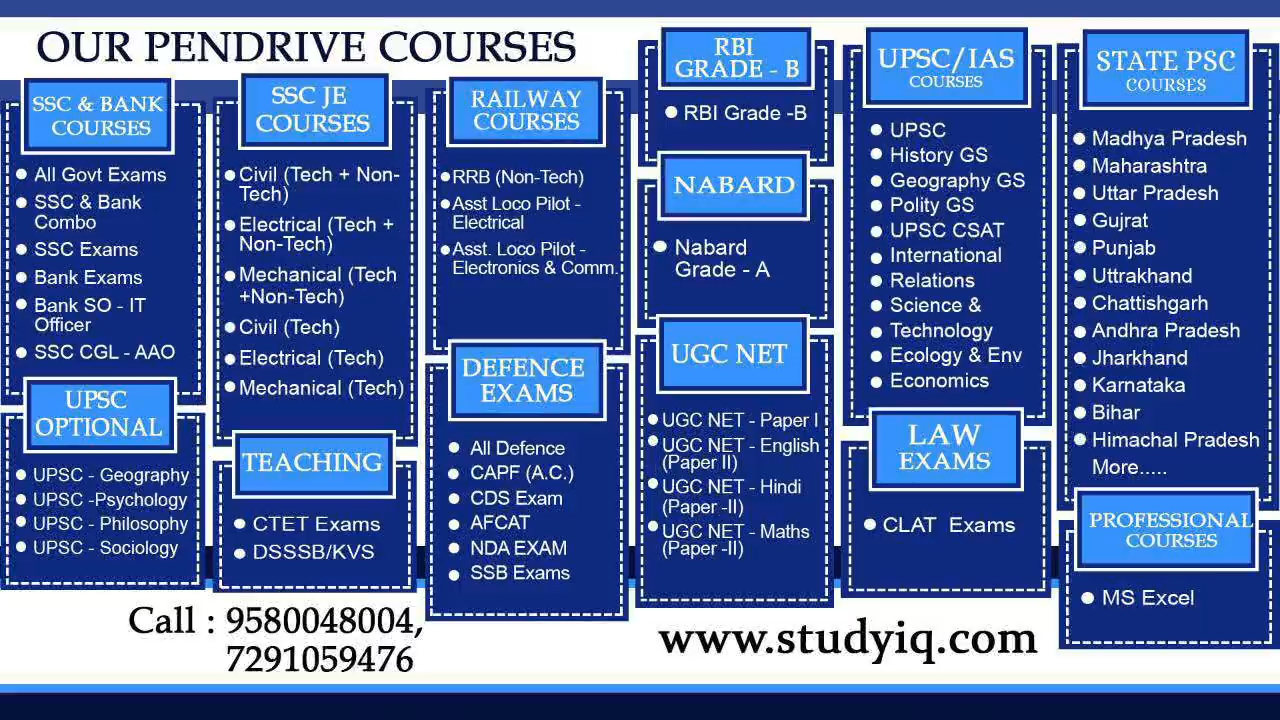 OUR PENDRIVE COURSES
SSC & BANK
COURSES
All Govt Exams
SSC & Bank
Combo
SSC Exams
Bank Exams
Bank SO - IT
Officer
SSC CGL - AAO
UPSC
OPTIONAL
UPSC - Geography
UPSC -Psychology
UPSC - Philosophy
UPSC - Sociology
SSC JE
COURSES
Civil (Tech + Non-
Tech)
Electrical (Tech +
Non-Tech)
Mechanical (Tech
+Non-Tech)
Civil (Tech)
Electrical (Tech)
Mechanical (Tech)
TEACHING
CTET Exams
DSSSB/KVS
RAILWAY
COURSES
RRB (Non-Tech)
Asst Loco Pilot -
Electrical
Asst. Loco Pilot -
Electronics & Comm.
DEFENCE
EXAMS
All Defence
CAPF (A.C.)
CDS Exam
AFCAT
NDA EXAM
SSB Exams
RBI
GRADE - B
RBI Grade -B
NABARD
Nabard
Grade - A
UGC NET
UGC NET - Paper I
UGC NET - English
(Paper II)
UGC NET - Hindi
(Paper -II)
UGC NET - Maths
(Paper -II)
UPSC/IAS
COURSES
UPSC
History GS
Geography GS
Polity GS
UPSC CSAT
International
Relations
Science &
Technology
Ecology & Env
Economics
LAW
EXAMS
CLAT Exams
STATE PSC
COURSES
Madhya Pradesh
Maharashtra
Uttar Pradesh
Gujrat
Punjab
Uttrakhand
Chattishgarh
Andhra Pradesh
Jharkhand
Karnataka
Bihar
Himachal Pradesh
More.....
PROFESSIONAL
COURSES
MS Excel
Call : 9580048004,
7291059476
www.studyiq.com